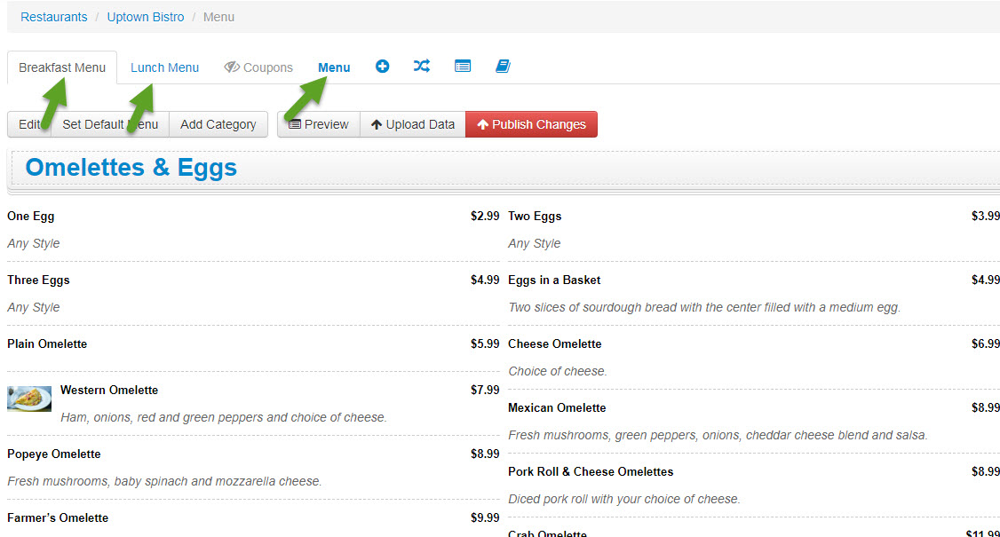 Restaurants / Uptown Bistro / Menu
Breakfast Menu Lunch Menu Coupons Menu
Edit Set Default Menu Add Category Preview Upload Data Publish Changes
Omelettes & Eggs
One Egg $2.99
Any Style
Three Eggs $4.99
Any Style
Plain Omelette $5.99
Western Omelette $7.99
Ham, onions, red and green peppers and choice of cheese.
Popeye Omelette $8.99
Fresh mushrooms, baby spinach and mozzarella cheese.
Farmer’s Omelette $9.99
Two Eggs $3.99
Any Style
Eggs in a Basket $4.99
Two slices of sourdough bread with the center filled with a medium egg.
Cheese Omelette $6.99
Choice of cheese.
Mexican Omelette $8.99
Fresh mushrooms, green peppers, onions, cheddar cheese blend and salsa.
Pork Roll & Cheese Omelettes $8.99
Diced pork roll with your choice of cheese.
Crab Omelette $11.99